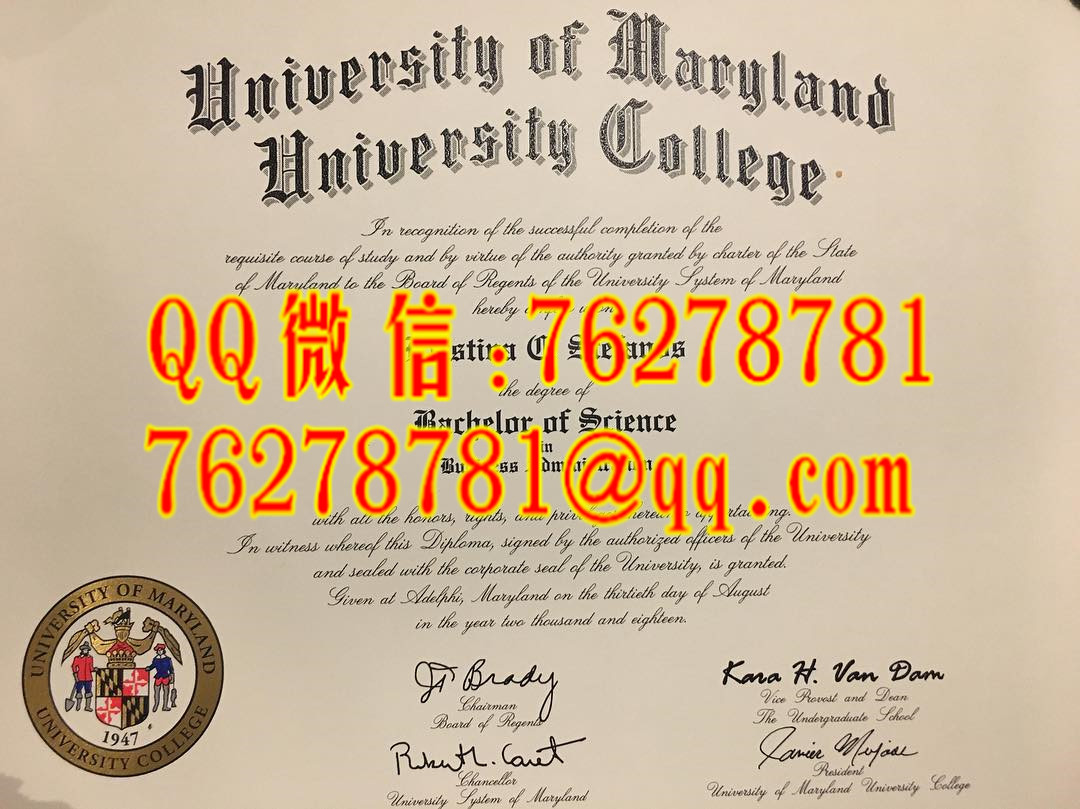 University of Maryland
University College
In recognition of the successful completion of the
requisite course of study and by virtue of the authority granted by charter of the State
of Maryland to the Board of Regents of the University System of Maryland
hereby upon
QQ微信:76278781
the degree of
Bachelor of Science
in
76278781@qq.com
with all the honors, rights, and privileges thereunto appertaining.
In witness whereof this Diploma, signed by the authorized officers of the University
and sealed with the corporate seal of the University, is granted.
Given at Adelphi, Maryland on the thirtieth day of August
in the year two thousand and eighteen.
UNIVERSITY OF MARYLAND
1947
UNIVERSITY COLLEGE
Chairman
Board of Regents
Kara H. Van Dam
Vice Provost and Dean
The Undergraduate School
Chancellor
University System of Maryland
President
University of Maryland University College